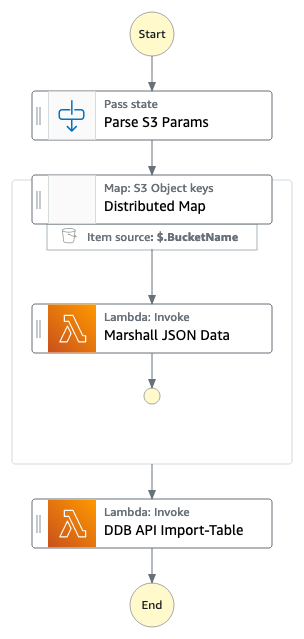 Start
Pass state
Parse S3 Params
Map: S3 Object keys
Distributed Map
Item source: $.BucketName
Lambda: Invoke
Marshall JSON Data
Lambda: Invoke
DDB API Import-Table
End